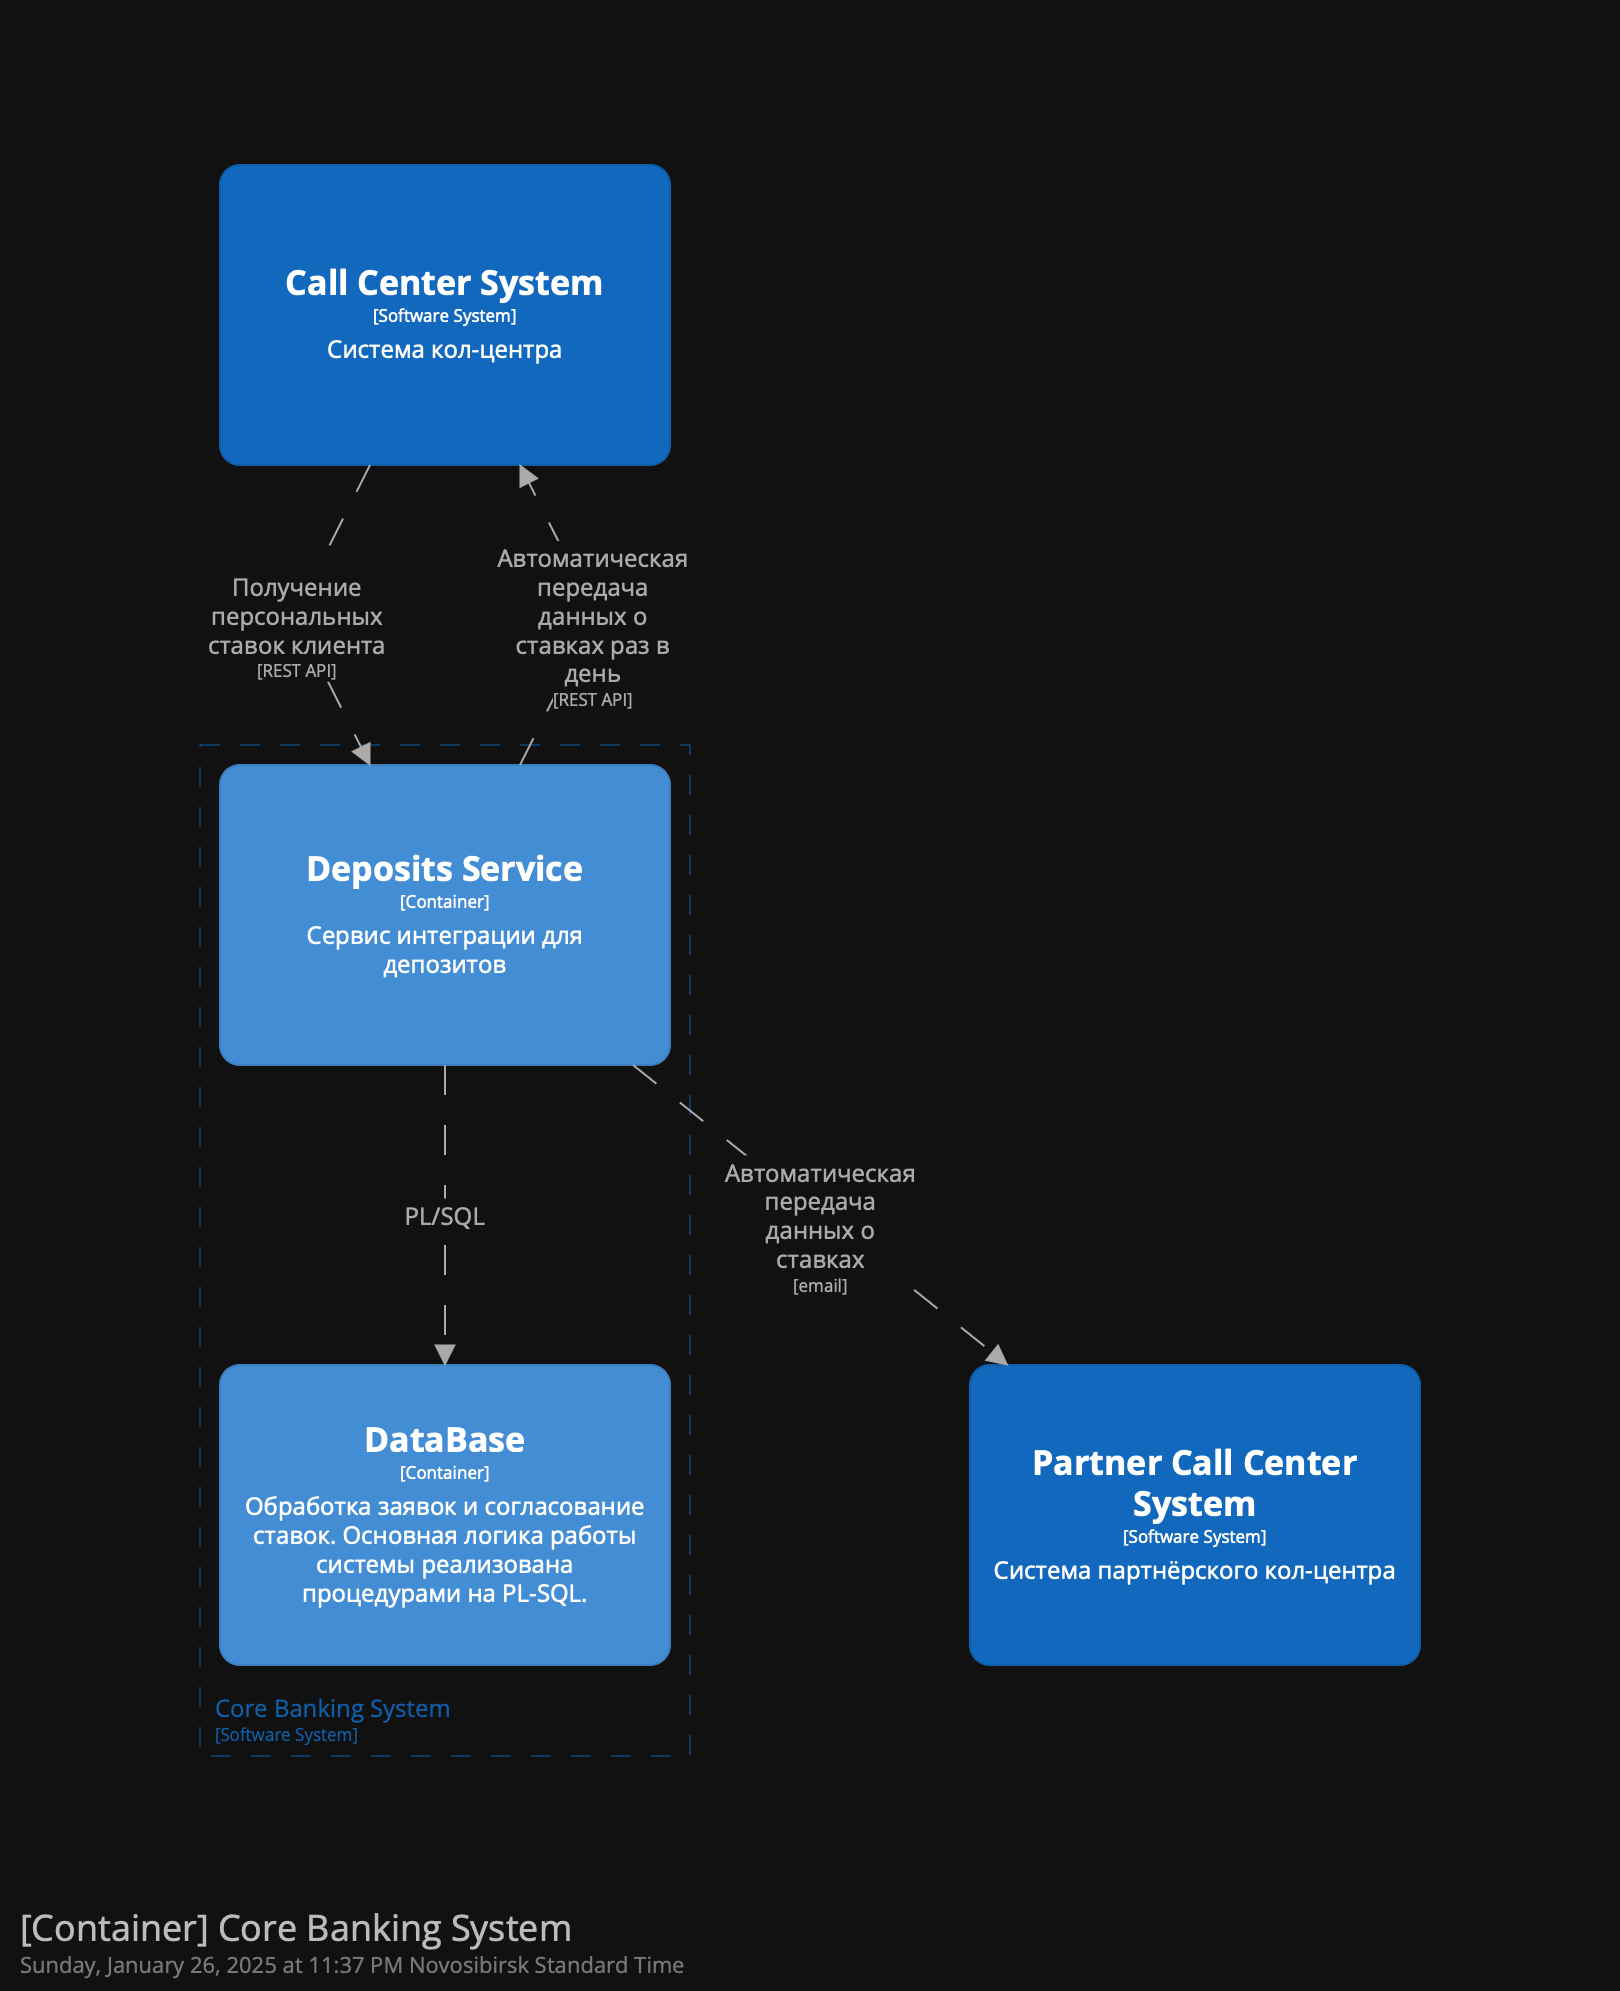 Call Center System
[Software System]
Система кол-центра
Получение
персональных
ставок клиента
[REST API]
Автоматическая
передача
данных о
ставках раз в
день
[REST API]
Deposits Service
[Container]
Сервис интеграции для
депозитов
PL/SQL
Автоматическая
передача
данных о
ставках
[email]
DataBase
[Container]
Обработка заявок и согласование
ставок. Основная логика работы
системы реализована
процедурами на PL-SQL.
Partner Call Center
System
[Software System]
Система партнёрского кол-центра
Core Banking System
[Software System]
[Container] Core Banking System
Sunday, January 26, 2025 at 11:37 PM Novosibirsk Standard Time